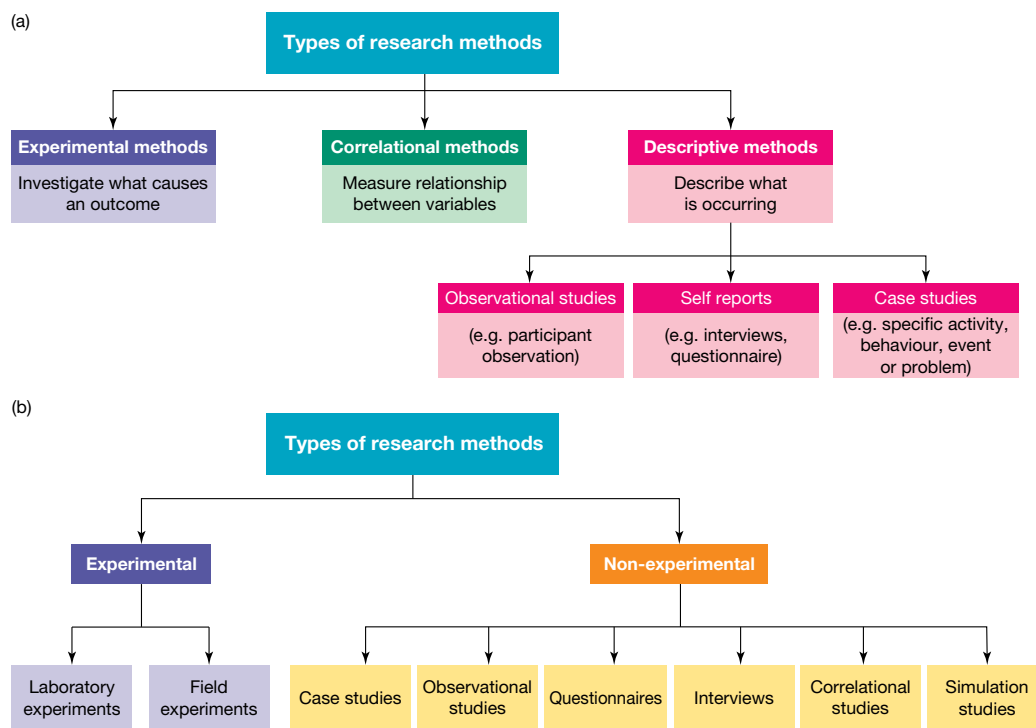 (a)
Types of research methods
Experimental methods
Investigate what causes
an outcome
Correlational methods
Measure relationship
between variables
Descriptive methods
Describe what
is occurring
Observational studies
(e.g. participant
observation)
Self reports
(e.g. interviews,
questionnaire)
Case studies
(e.g. specific activity,
behaviour, event
or problem)
(b)
Types of research methods
Experimental
Non-experimental
Laboratory
experiments
Field
experiments
Case studies
Observational
studies
Questionnaires
Interviews
Correlational
studies
Simulation
studies